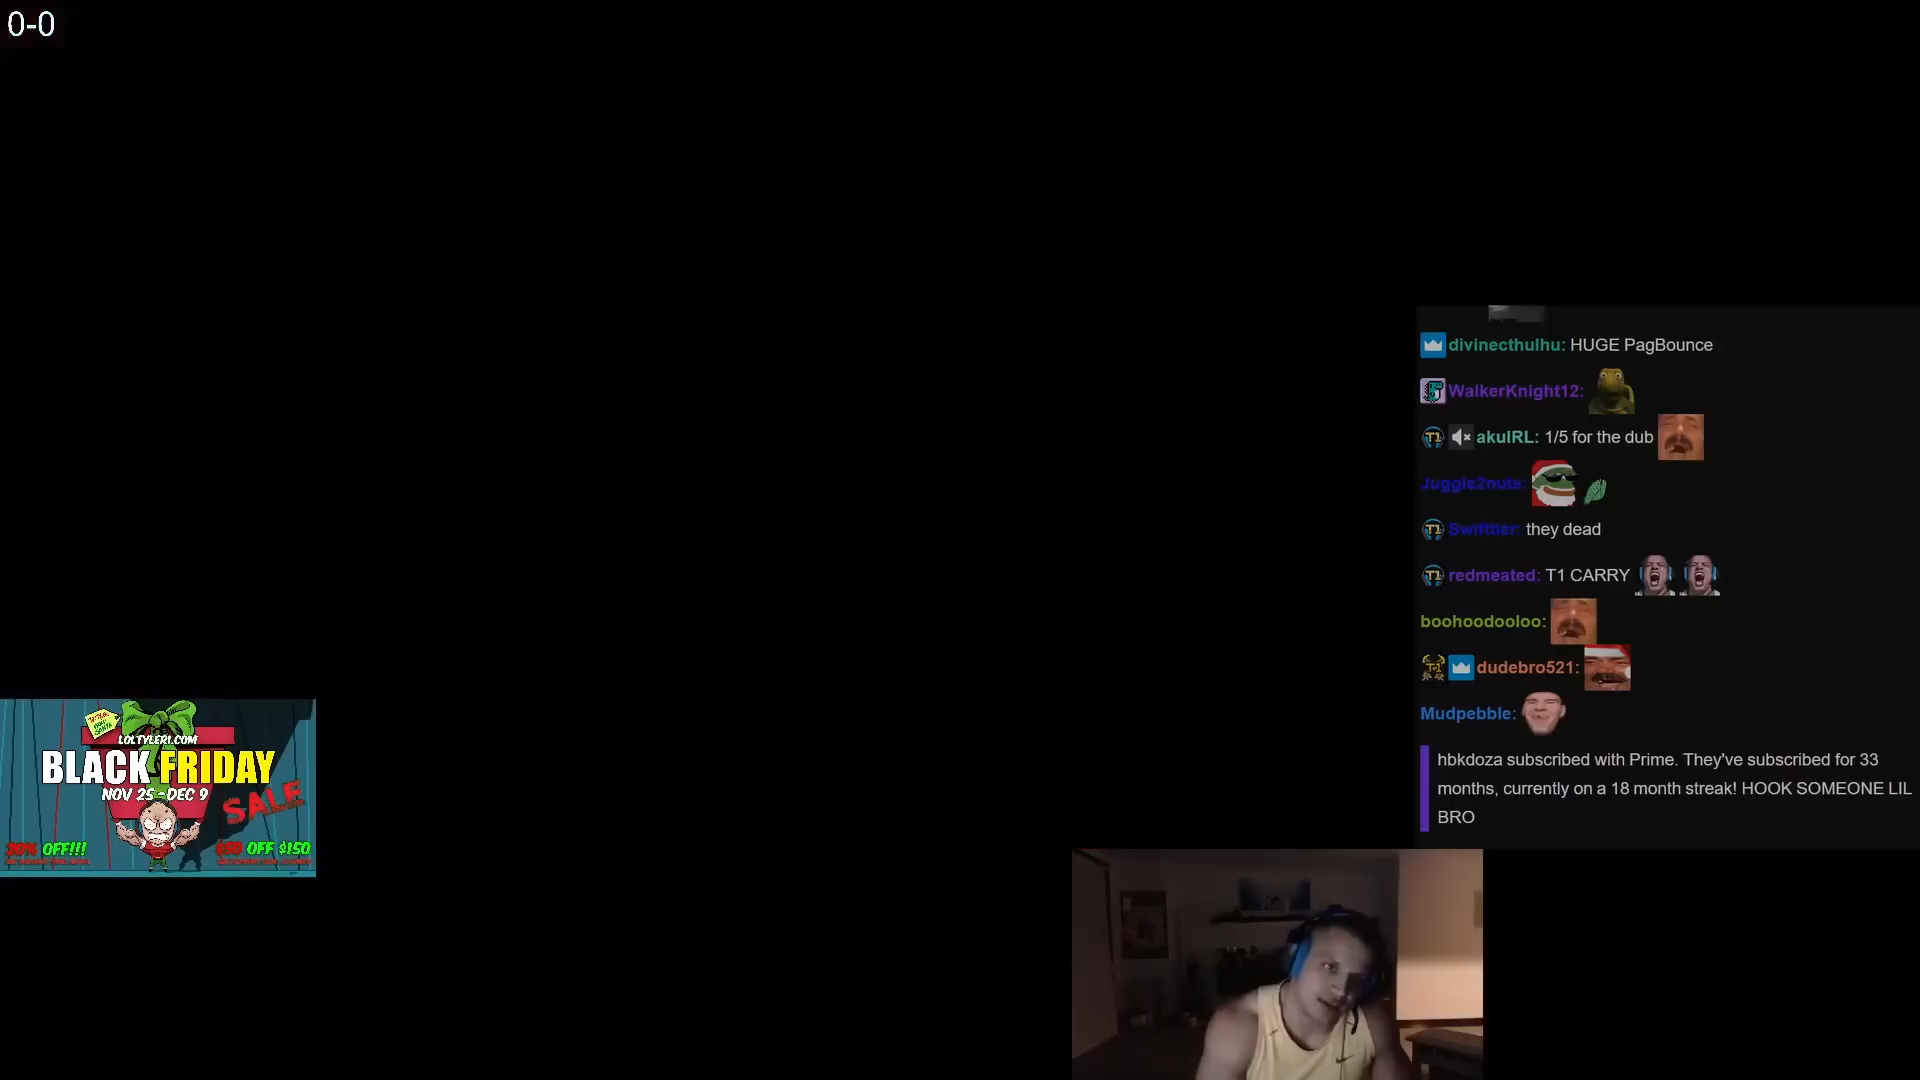 0-0
divinecthulhu: HUGE PagBounce
WalkerKnight12:
akuIRL: 1/5 for the dub
Juggle2nuts:
Swifttier: they dead
redmeated: T1 CARRY
boohoodooloo:
dudebro521:
Mudpebble:
hbkdoza subscribed with Prime. They've subscribed for 33
months, currently on a 18 month streak! HOOK SOMEONE LIL
BRO
LOLTYLER1.COM
BLACK FRIDAY
NOV 25 - DEC 9
SALE
OFF!!!
OFF $150